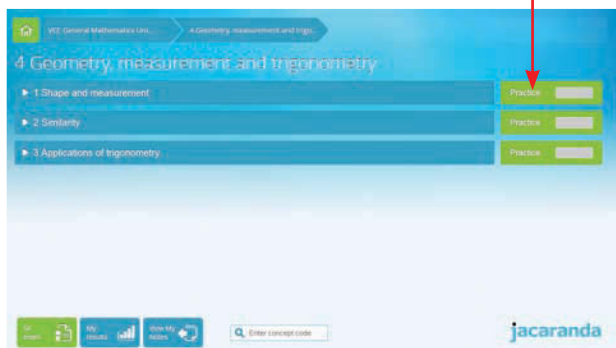 VCE General Mathematics Uni...
4 Geometry, measurement and trigo...
4 Geometry, measurement and trigonometry
1 Shape and measurement
Practice
2 Similarity
Practice
3 Applications of trigonometry
Practice
My results
View My Notes
Enter concept code
jacaranda